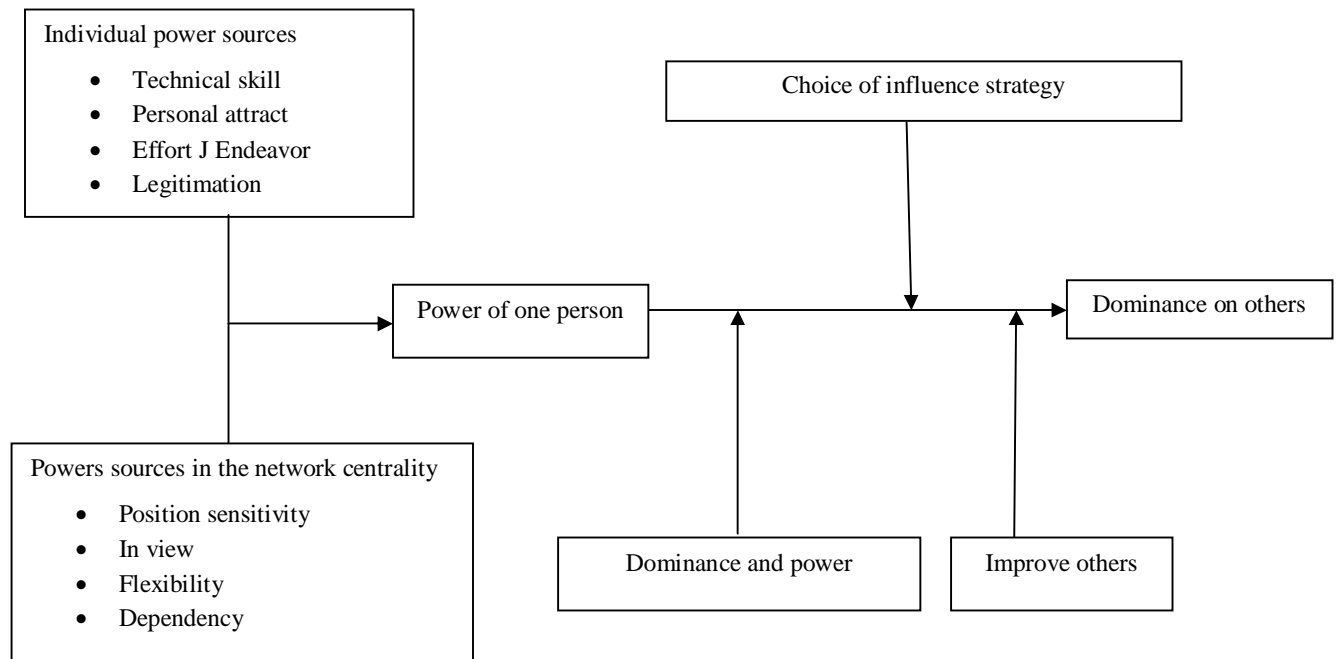 Individual power sources
• Technical skill
• Personal attract
• Effort J Endeavor
• Legitimation
Choice of influence strategy
Power of one person
Dominance on others
Powers sources in the network centrality
• Position sensitivity
• In view
• Flexibility
• Dependency
Dominance and power
Improve others